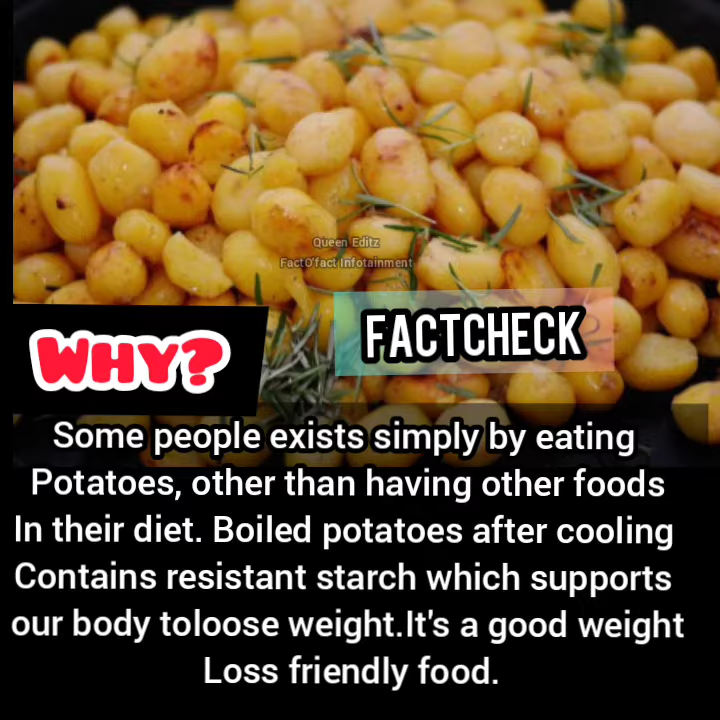 Queen Editz
FactO'fact Infotainment
WHY?
FACTCHECK
Some people exists simply by eating
Potatoes, other than having other foods
In their diet. Boiled potatoes after cooling
Contains resistant starch which supports
our body toloose weight.It's a good weight
Loss friendly food.